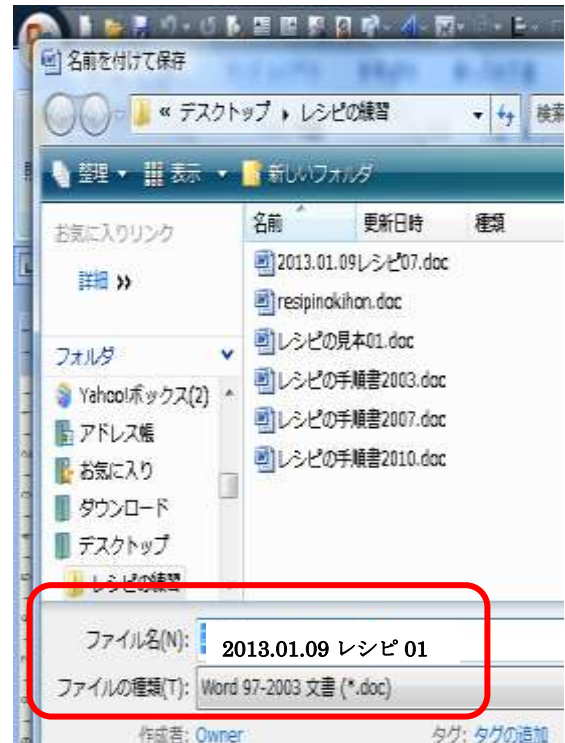 名前を付けて保存
« デスクトップ ▸ レシピの練習
検索
整理 ▼ 表示 ▼ 新しいフォルダ
お気に入りリンク
詳細 »
名前 更新日時 種類
2013.01.09レシピ07.doc
resipinokihon.doc
レシピの見本01.doc
レシピの手順書2003.doc
レシピの手順書2007.doc
レシピの手順書2010.doc
フォルダ
Yahoo!ボックス(2)
アドレス帳
お気に入り
ダウンロード
デスクトップ
レシピの練習
ファイル名(N): 2013.01.09 レシピ 01
ファイルの種類(T): Word 97-2003 文書 (*.doc)
作成者: Owner タグ: タグの追加